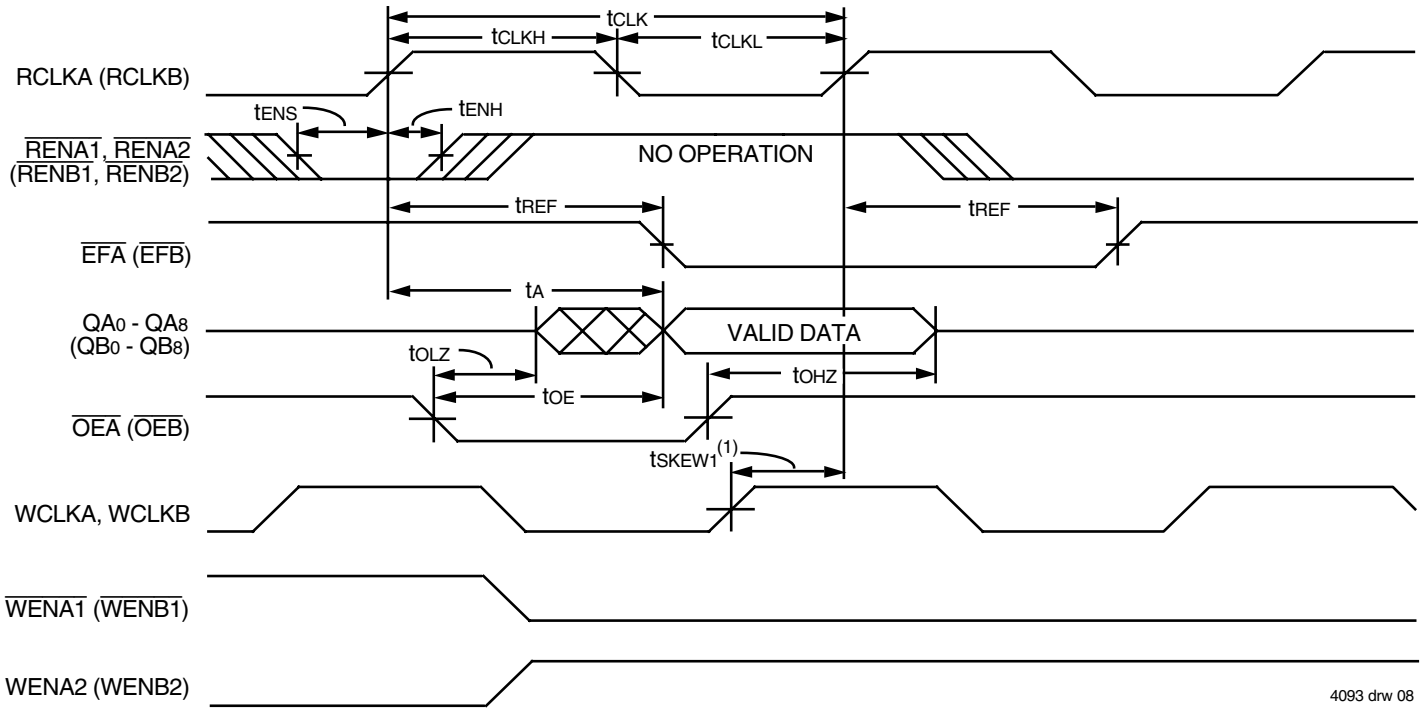 tCLK
tCLKH
tCLKL
RCLKA (RCLKB)
tENS
tENH
RENA1, RENA2
(RENB1, RENB2)
NO OPERATION
tREF
tREF
EFA (EFB)
tA
QA0 - QA8
(QB0 - QB8)
VALID DATA
tOLZ
tOHZ
tOE
OEA (OEB)
tSKEW1(1)
WCLKA, WCLKB
WENA1 (WENB1)
WENA2 (WENB2)
4093 drw 08